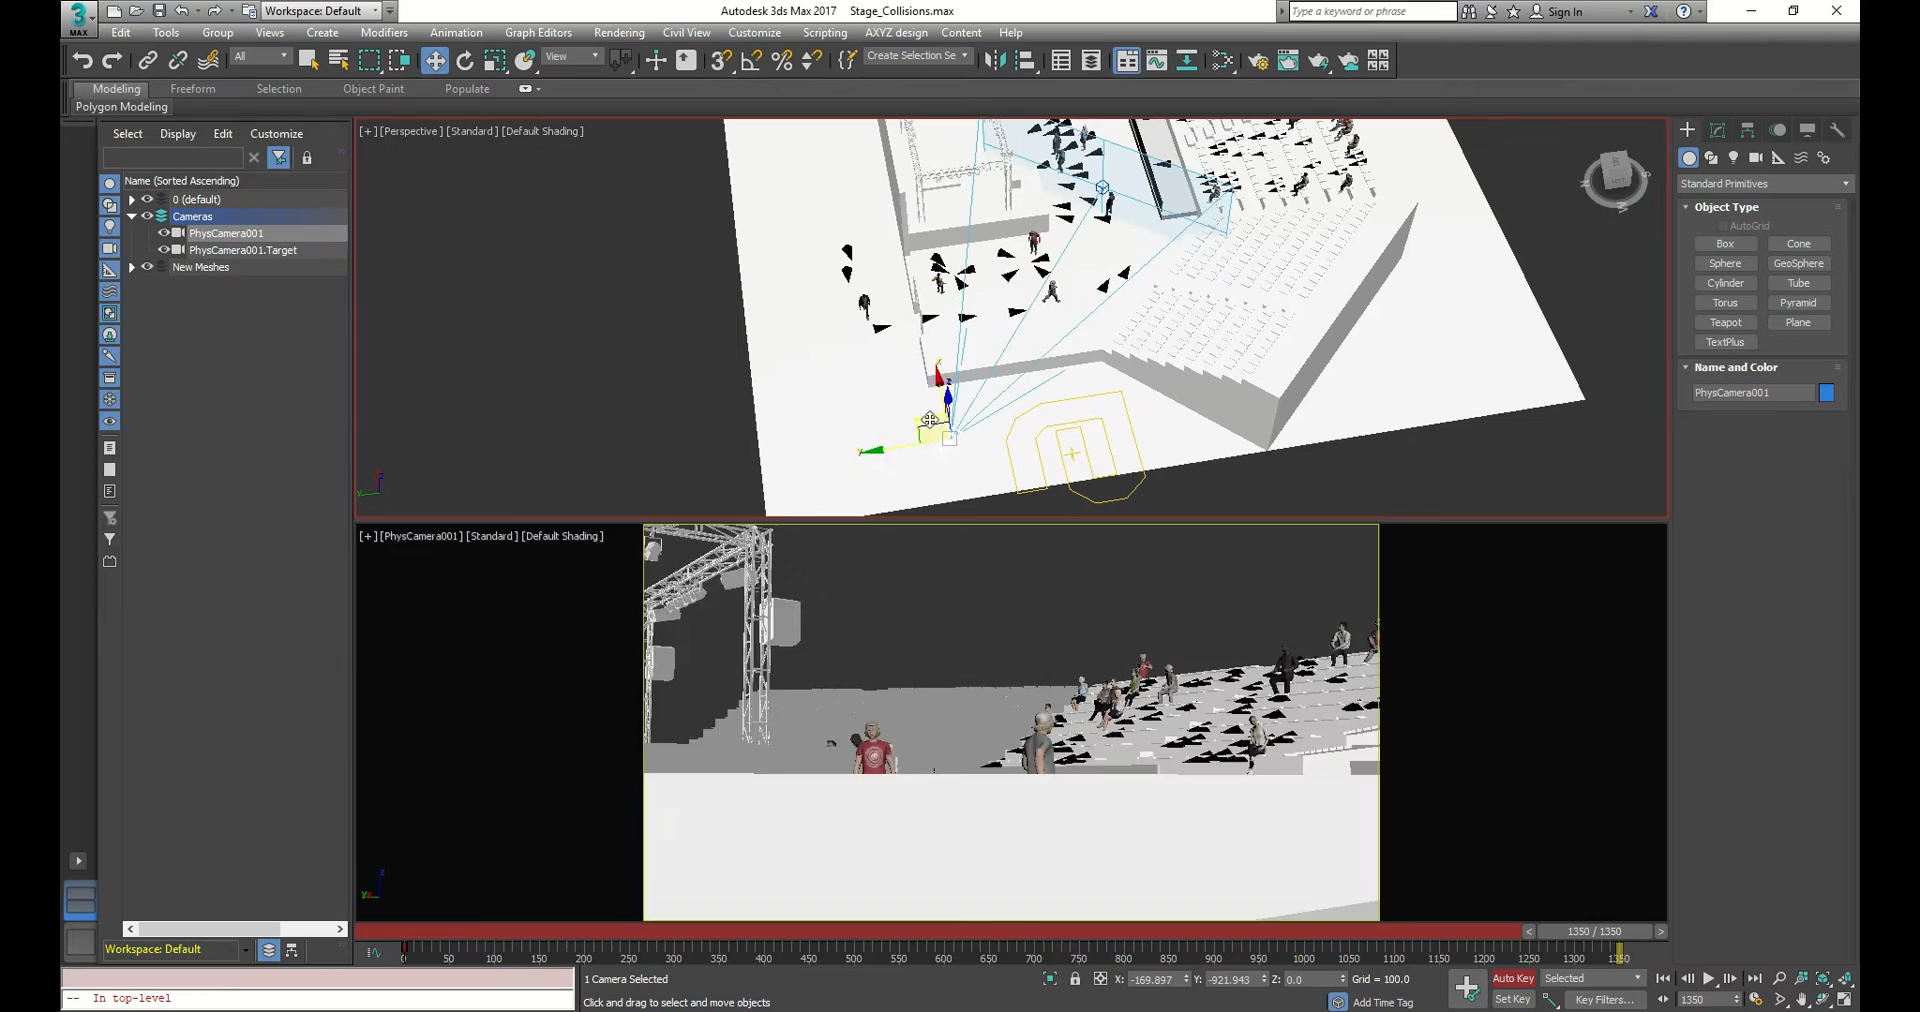 Workspace: Default
Autodesk 3ds Max 2017 Stage_Collisions.max
Type a keyword or phrase
Sign In
3
MAX
Edit Tools Group Views Create Modifiers Animation Graph Editors Rendering Civil View Customize Scripting AXYZ design Content Help
All
View
Create Selection Se
Modeling Freeform Selection Object Paint Populate
Polygon Modeling
Select Display Edit Customize
Name (Sorted Ascending)
0 (default)
Cameras
PhysCamera001
PhysCamera001.Target
New Meshes
[+] [Perspective ] [Standard ] [Default Shading ]
[+] [PhysCamera001] [Standard ] [Default Shading ]
Standard Primitives
Object Type
AutoGrid
Box Cone
Sphere GeoSphere
Cylinder Tube
Torus Pyramid
Teapot Plane
TextPlus
Name and Color
PhysCamera001
Workspace: Default
1350 / 1350
0 50 100 150 200 250 300 350 400 450 500 550 600 650 700 750 800 850 900 950 1000 1050 1100 1150 1200 1250 1300 1350
1 Camera Selected
X: -169.897 Y: -921.943 Z: 0.0 Grid = 100.0
Auto Key Selected
-- In top-level
Click and drag to select and move objects
Add Time Tag
Set Key Key Filters... 1350